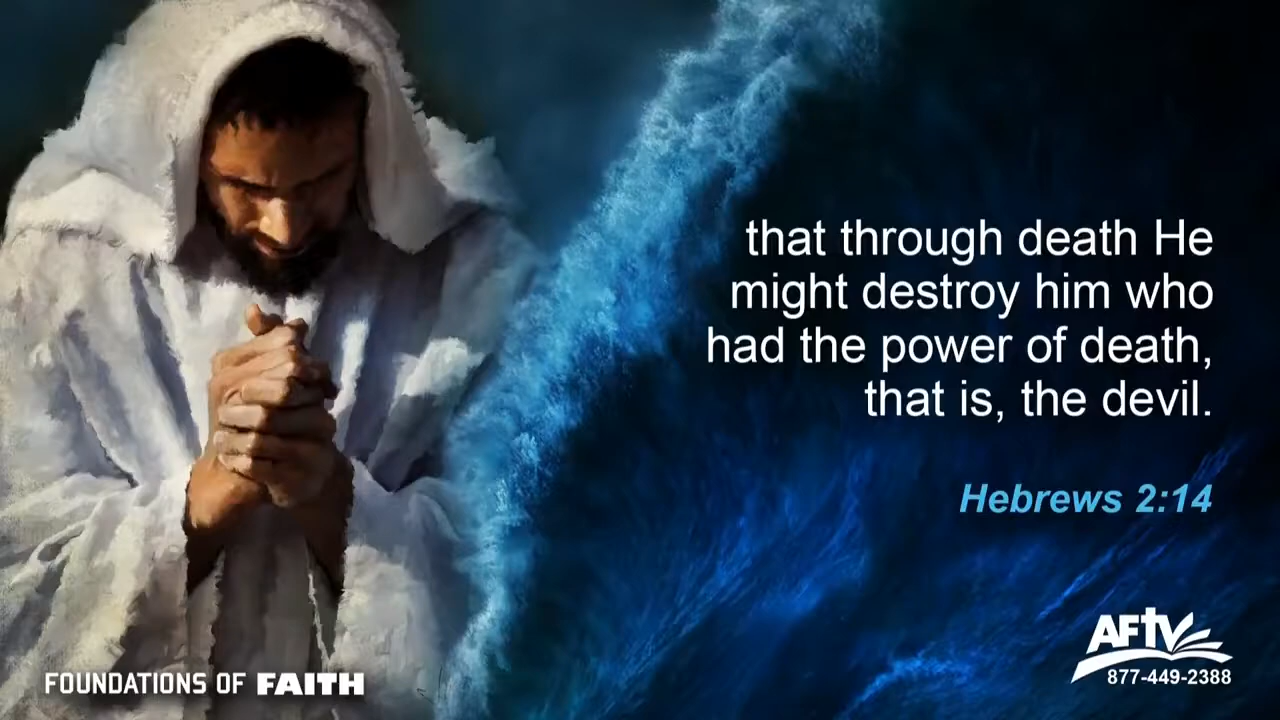 that through death He
might destroy him who
had the power of death,
that is, the devil.
Hebrews 2:14
AFtv
877-449-2388
FOUNDATIONS OF FAITH